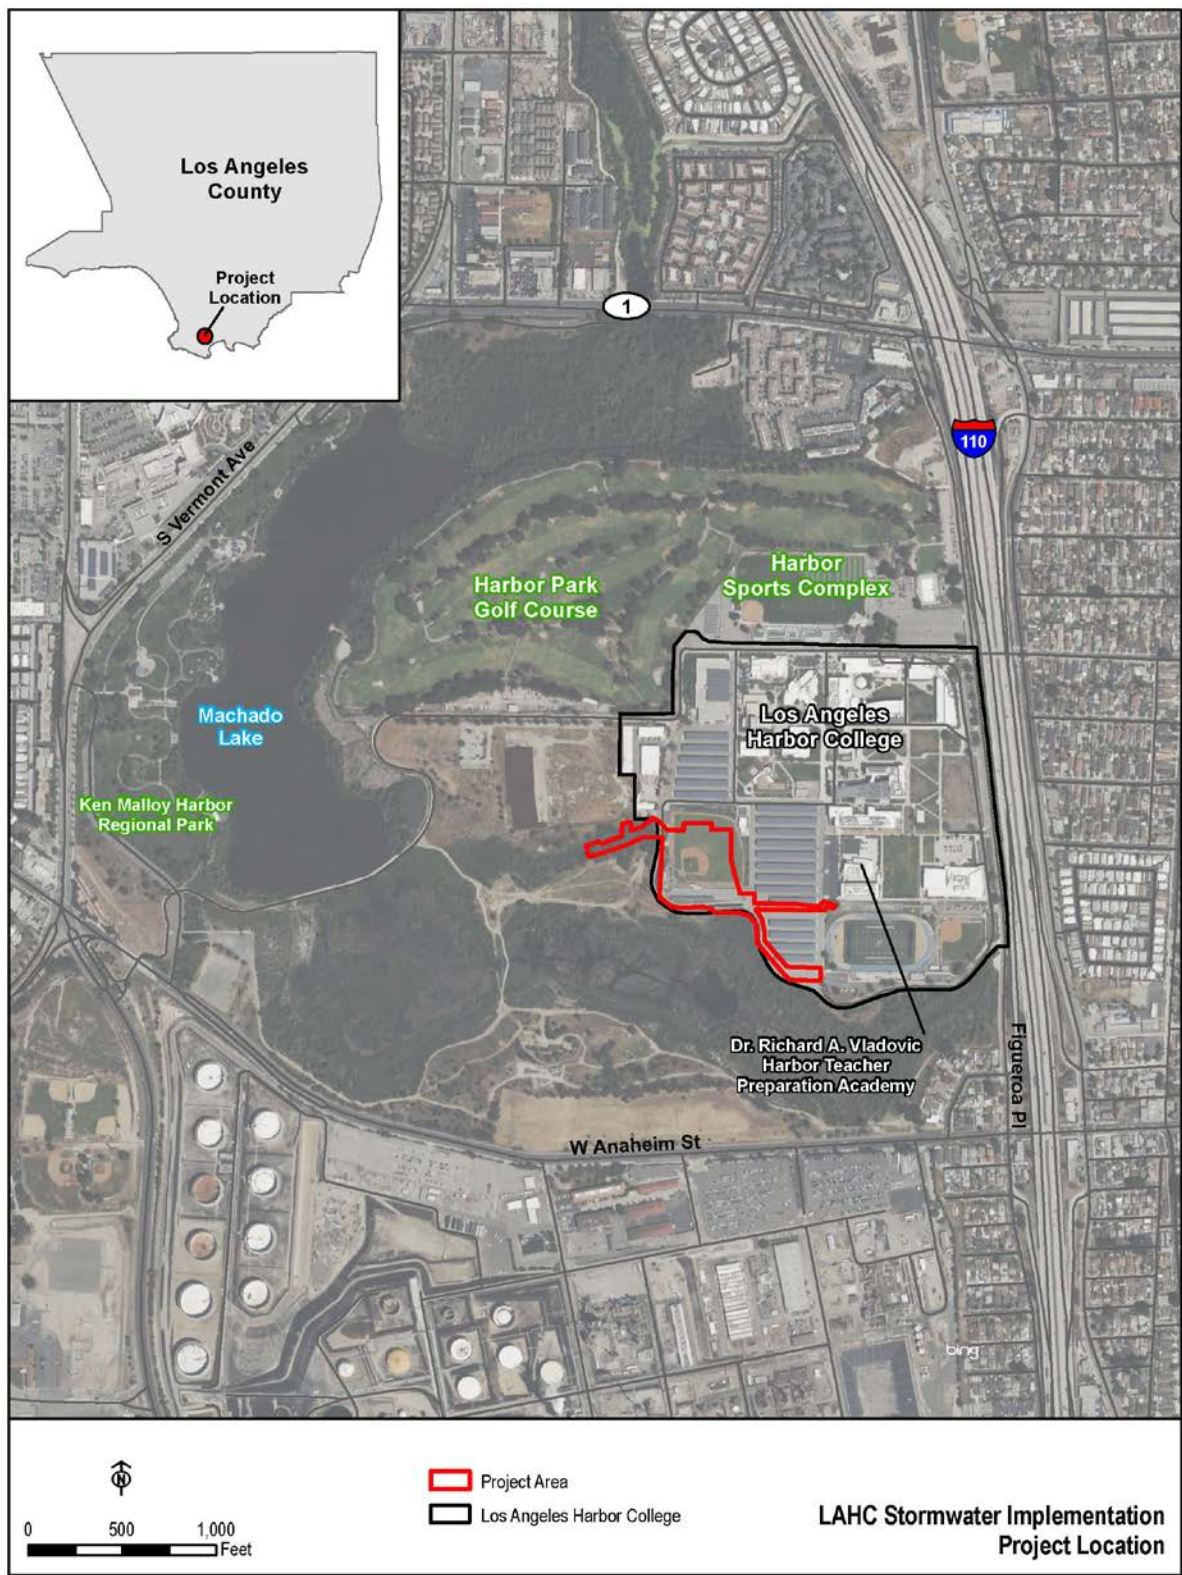 Los Angeles
County
Project
Location
1
110
S Vermont Ave
Harbor Park
Golf Course
Harbor
Sports Complex
Machado
Lake
Los Angeles
Harbor College
Ken Malloy Harbor
Regional Park
Dr. Richard A. Vladovic
Harbor Teacher
Preparation Academy
Figueroa Pl
W Anaheim St
bing
N
0 500 1,000
Feet
Project Area
Los Angeles Harbor College
LAHC Stormwater Implementation
Project Location